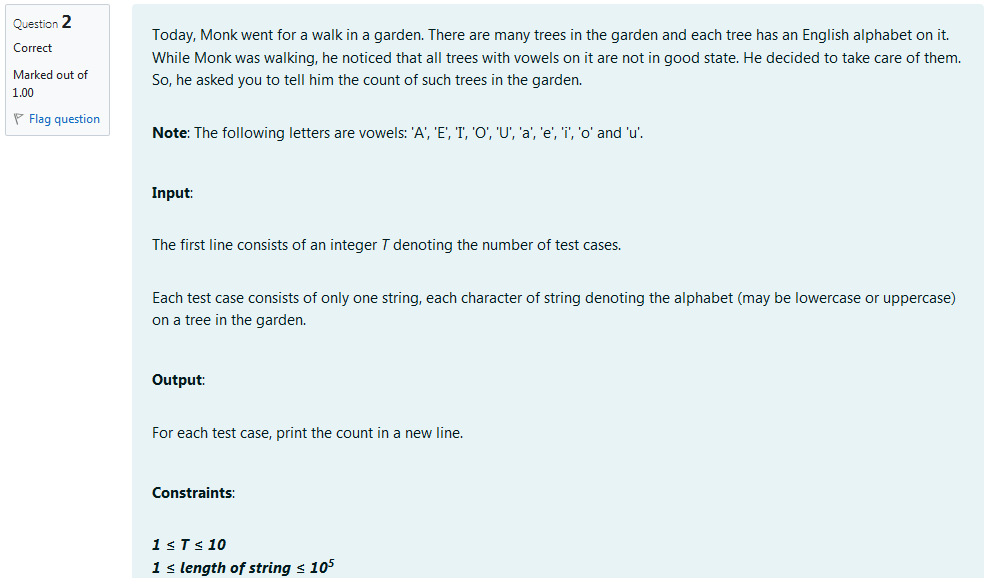 Question 2
Correct
Marked out of
1.00
Flag question
Today, Monk went for a walk in a garden. There are many trees in the garden and each tree has an English alphabet on it.
While Monk was walking, he noticed that all trees with vowels on it are not in good state. He decided to take care of them.
So, he asked you to tell him the count of such trees in the garden.
Note: The following letters are vowels: 'A', 'E', 'I', 'O', 'U', 'a', 'e', 'i', 'o' and 'u'.
Input:
The first line consists of an integer T denoting the number of test cases.
Each test case consists of only one string, each character of string denoting the alphabet (may be lowercase or uppercase)
on a tree in the garden.
Output:
For each test case, print the count in a new line.
Constraints:
1 ≤ T ≤ 10
1 ≤ length of string ≤ 10⁵